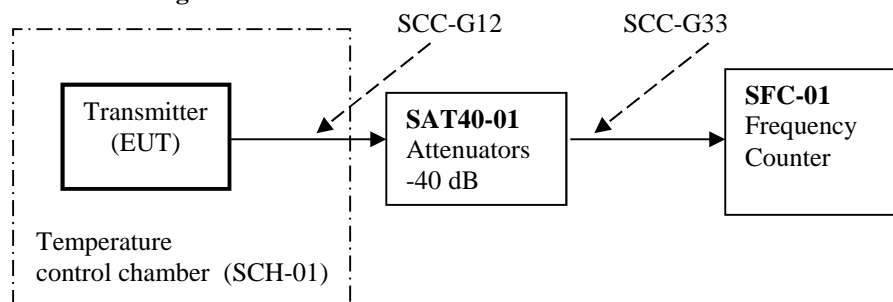 SCC-G12
SCC-G33
Transmitter
(EUT)
SAT40-01
Attenuators
-40 dB
SFC-01
Frequency
Counter
Temperature
control chamber (SCH-01)